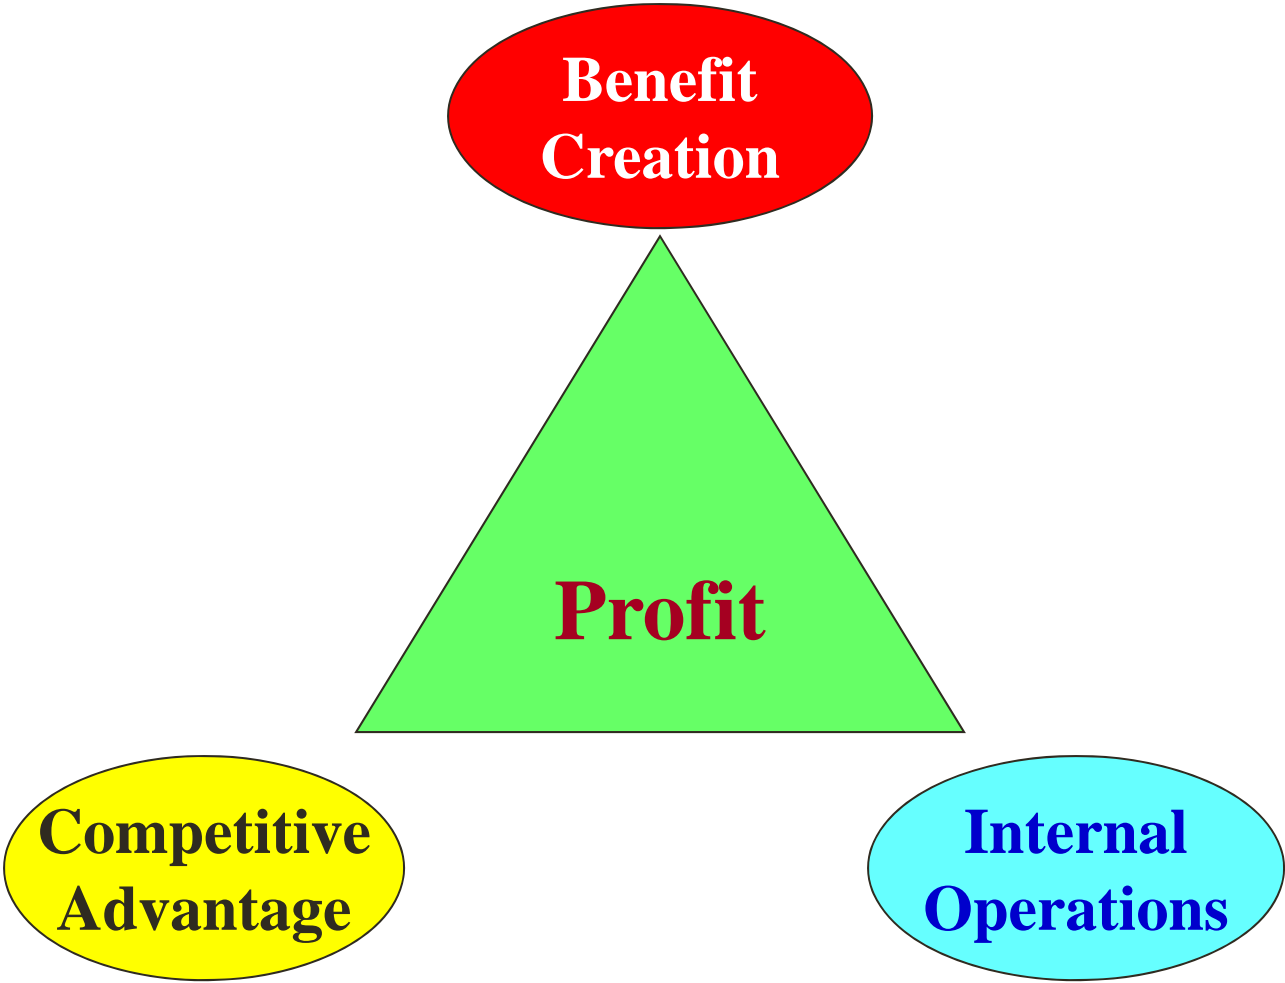 Benefit
Creation
Profit
Competitive
Advantage
Internal
Operations